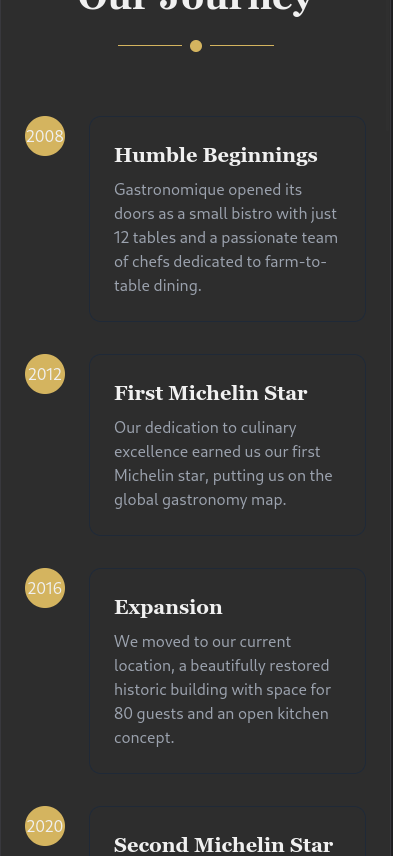 Our Journey
2008
Humble Beginnings
Gastronomique opened its
doors as a small bistro with just
12 tables and a passionate team
of chefs dedicated to farm-to-
table dining.
2012
First Michelin Star
Our dedication to culinary
excellence earned us our first
Michelin star, putting us on the
global gastronomy map.
2016
Expansion
We moved to our current
location, a beautifully restored
historic building with space for
80 guests and an open kitchen
concept.
2020
Second Michelin Star